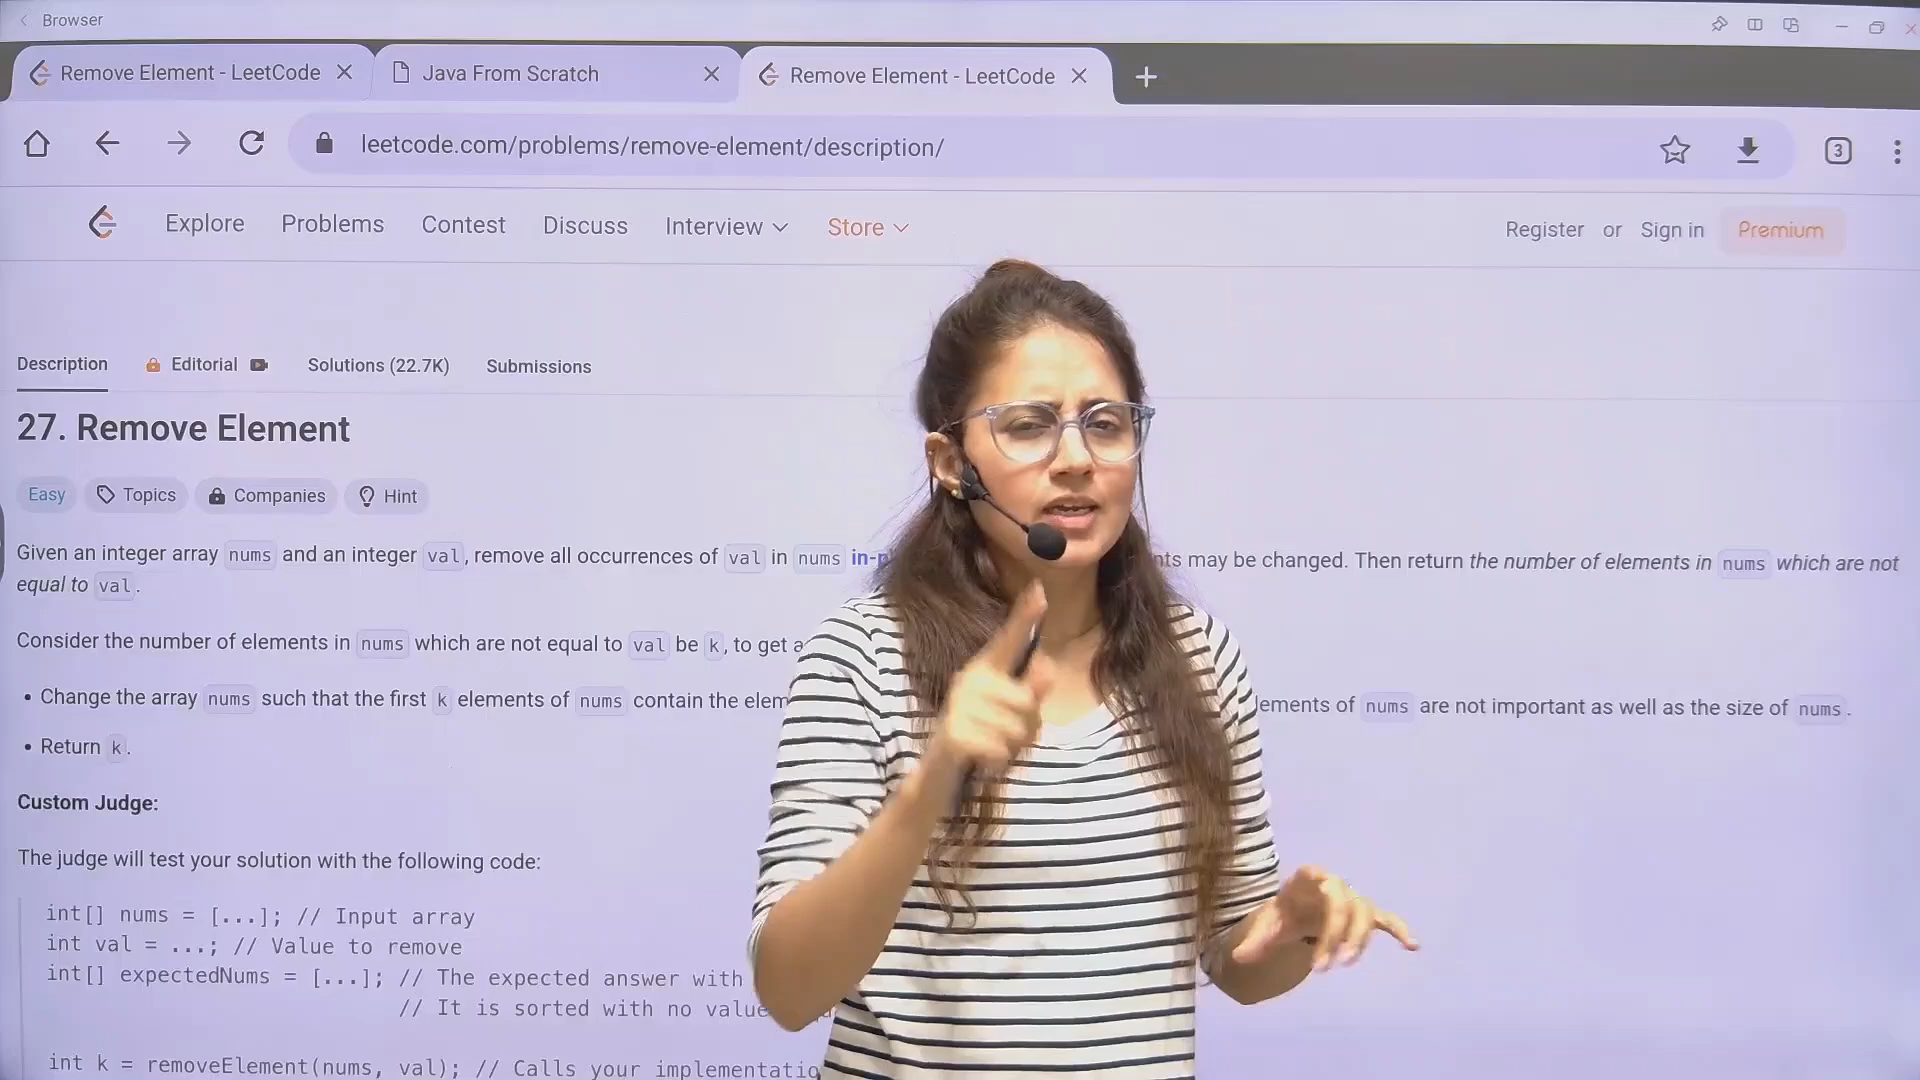 Browser
Remove Element - LeetCode
Java From Scratch
Remove Element - LeetCode
leetcode.com/problems/remove-element/description/
3
Explore Problems Contest Discuss Interview Store
Register or Sign in Premium
Description Editorial Solutions (22.7K) Submissions
27. Remove Element
Easy Topics Companies Hint
Given an integer array nums and an integer val, remove all occurrences of val in nums may be changed. Then return the number of elements in nums which are not
equal to val.
Consider the number of elements in nums which are not equal to val be k, to get
• Change the array nums such that the first k elements of nums contain the of nums are not important as well as the size of nums.
• Return k.
Custom Judge:
The judge will test your solution with the following code:
int[] nums = [...]; // Input array
int val = ...; // Value to remove
int[] expectedNums = [...]; // The expected answer with
// It is sorted with no
int k = removeElement(nums, val); // Calls your